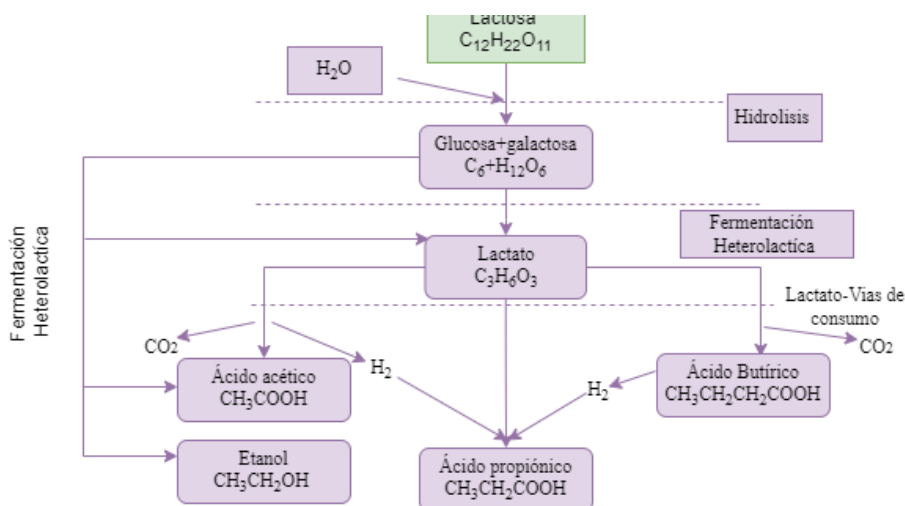 Lactosa
C₁₂H₂₂O₁₁
H₂O
Hidrolisis
Glucosa+galactosa
C₆+H₁₂O₆
Fermentación
Heterolactíca
Fermentación
Heterolactíca
Lactato
C₃H₆O₃
Lactato-Vias de
consumo
CO₂
H₂
H₂
CO₂
Ácido acético
CH₃COOH
Ácido Butírico
CH₃CH₂CH₂COOH
Etanol
CH₃CH₂OH
Ácido propiónico
CH₃CH₂COOH